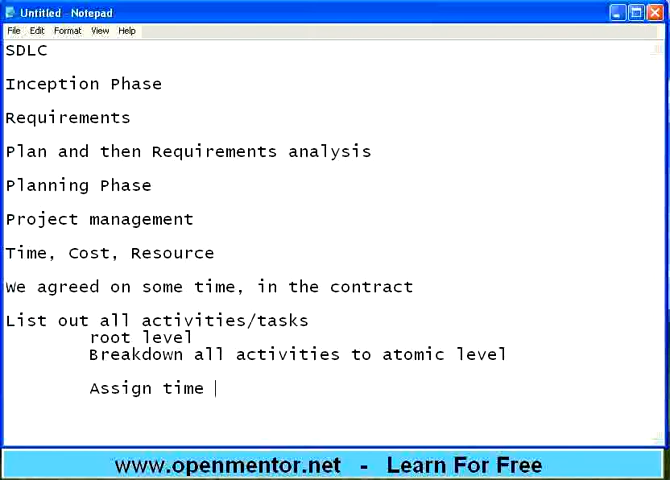 Untitled - Notepad
File Edit Format View Help
SDLC
Inception Phase
Requirements
Plan and then Requirements analysis
Planning Phase
Project management
Time, Cost, Resource
We agreed on some time, in the contract
List out all activities/tasks
root level
Breakdown all activities to atomic level
Assign time
www.openmentor.net - Learn For Free